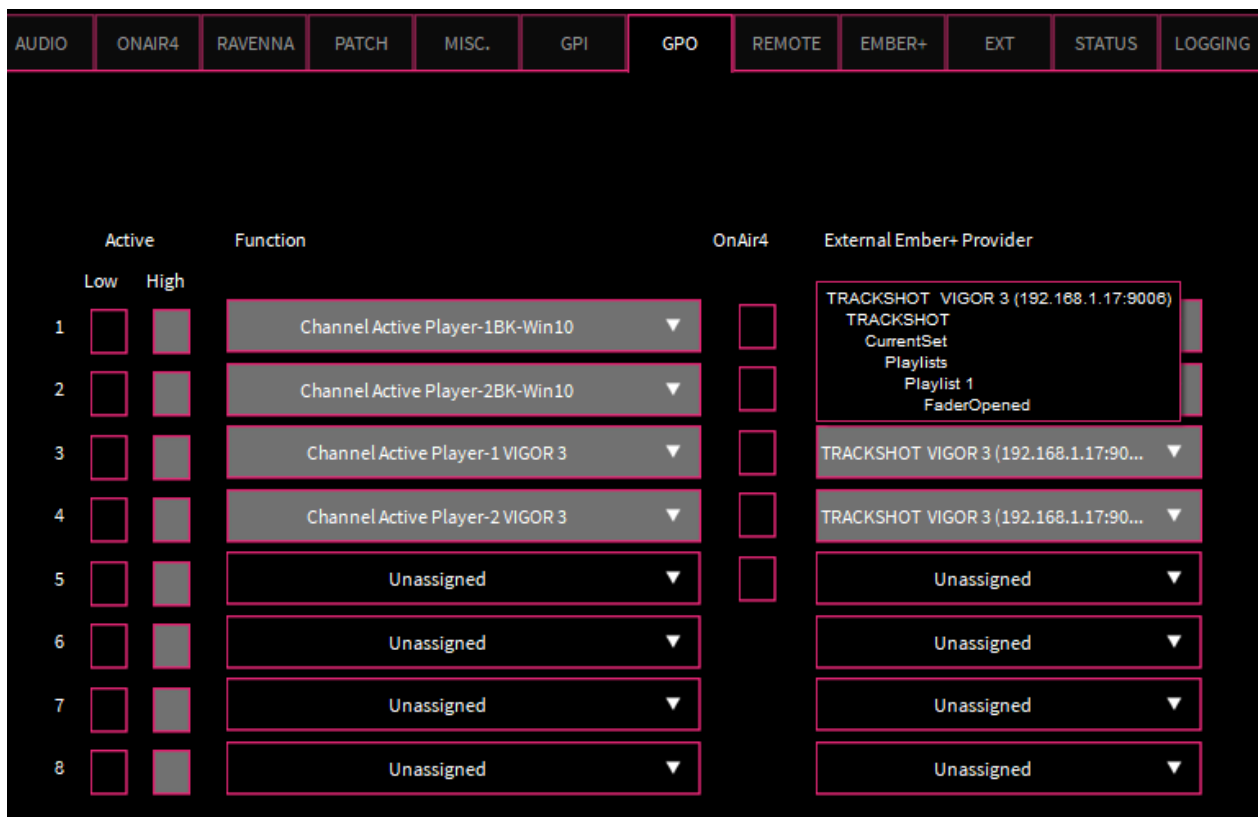 AUDIO ONAIR4 RAVENNA PATCH MISC. GPI GPO REMOTE EMBER+ EXT STATUS LOGGING
Active Function OnAir4 External Ember+ Provider
Low High
TRACKSHOT VIGOR 3 (192.168.1.17:9006)
TRACKSHOT
CurrentSet
Playlists
Playlist 1
FaderOpened
1 Channel Active Player-1BK-Win10
2 Channel Active Player-2BK-Win10
3 Channel Active Player-1 VIGOR 3 TRACKSHOT VIGOR 3 (192.168.1.17:90...
4 Channel Active Player-2 VIGOR 3 TRACKSHOT VIGOR 3 (192.168.1.17:90...
5 Unassigned Unassigned
6 Unassigned Unassigned
7 Unassigned Unassigned
8 Unassigned Unassigned